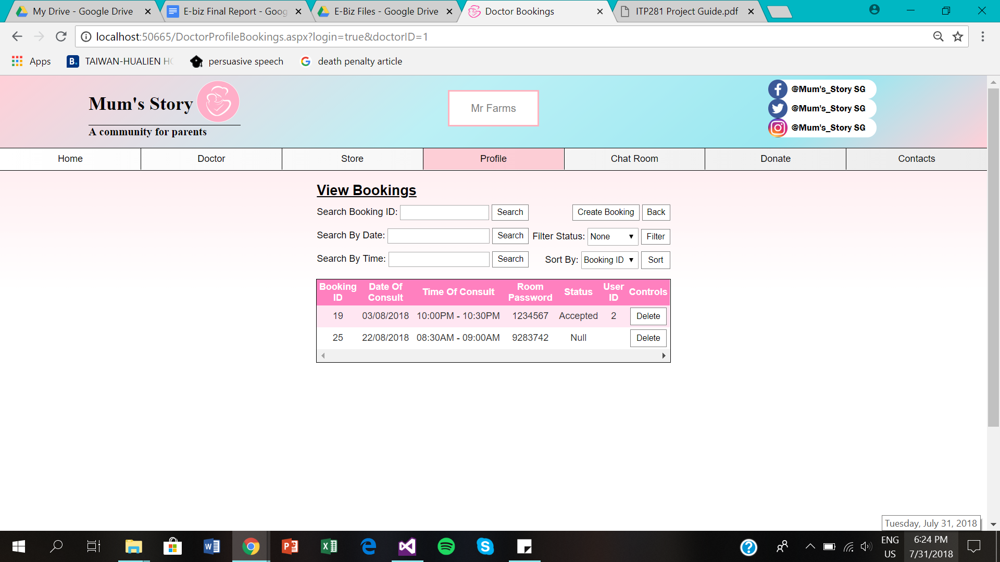 My Drive - Google Drive
E-biz Final Report - Goog
E-Biz Files - Google Drive
Doctor Bookings
ITP281 Project Guide.pdf
localhost:50665/DoctorProfileBookings.aspx?login=true&doctorID=1
Apps
B.
TAIWAN-HUALIEN HO
persuasive speech
death penalty article
Mum's Story
A community for parents
Mr Farms
@Mum's_Story SG
@Mum's_Story SG
@Mum's_Story SG
Home Doctor Store Profile Chat Room Donate Contacts
View Bookings
Search Booking ID: Search Create Booking Back
Search By Date: Search Filter Status: None Filter
Search By Time: Search Sort By: Booking ID Sort
Booking ID Date Of Consult Time Of Consult Room Password Status User ID Controls
19 03/08/2018 10:00PM - 10:30PM 1234567 Accepted 2 Delete
25 22/08/2018 08:30AM - 09:00AM 9283742 Null Delete
Tuesday, July 31, 2018
ENG
US
6:24 PM
7/31/2018